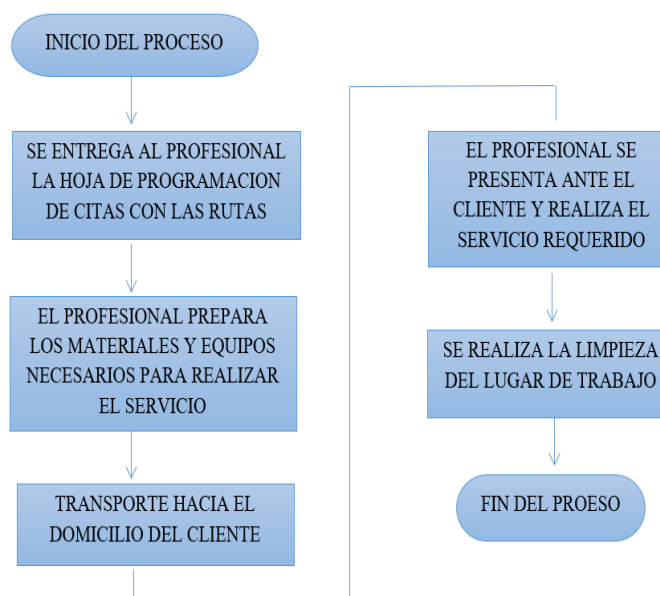 INICIO DEL PROCESO
SE ENTREGA AL PROFESIONAL
LA HOJA DE PROGRAMACION
DE CITAS CON LAS RUTAS
EL PROFESIONAL PREPARA
LOS MATERIALES Y EQUIPOS
NECESARIOS PARA REALIZAR
EL SERVICIO
TRANSPORTE HACIA EL
DOMICILIO DEL CLIENTE
EL PROFESIONAL SE
PRESENTA ANTE EL
CLIENTE Y REALIZA EL
SERVICIO REQUERIDO
SE REALIZA LA LIMPIEZA
DEL LUGAR DE TRABAJO
FIN DEL PROESO